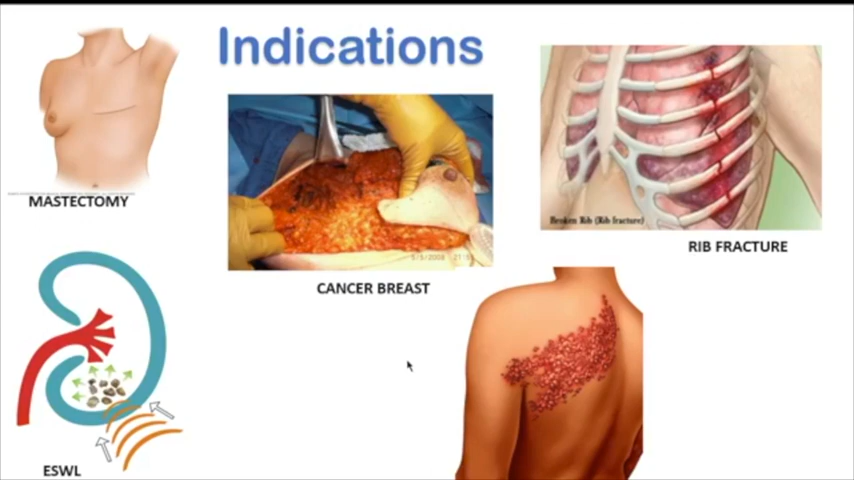 Indications
MASTECTOMY
5/5/2008
CANCER BREAST
Broken Rib (Rib fracture)
RIB FRACTURE
ESWL